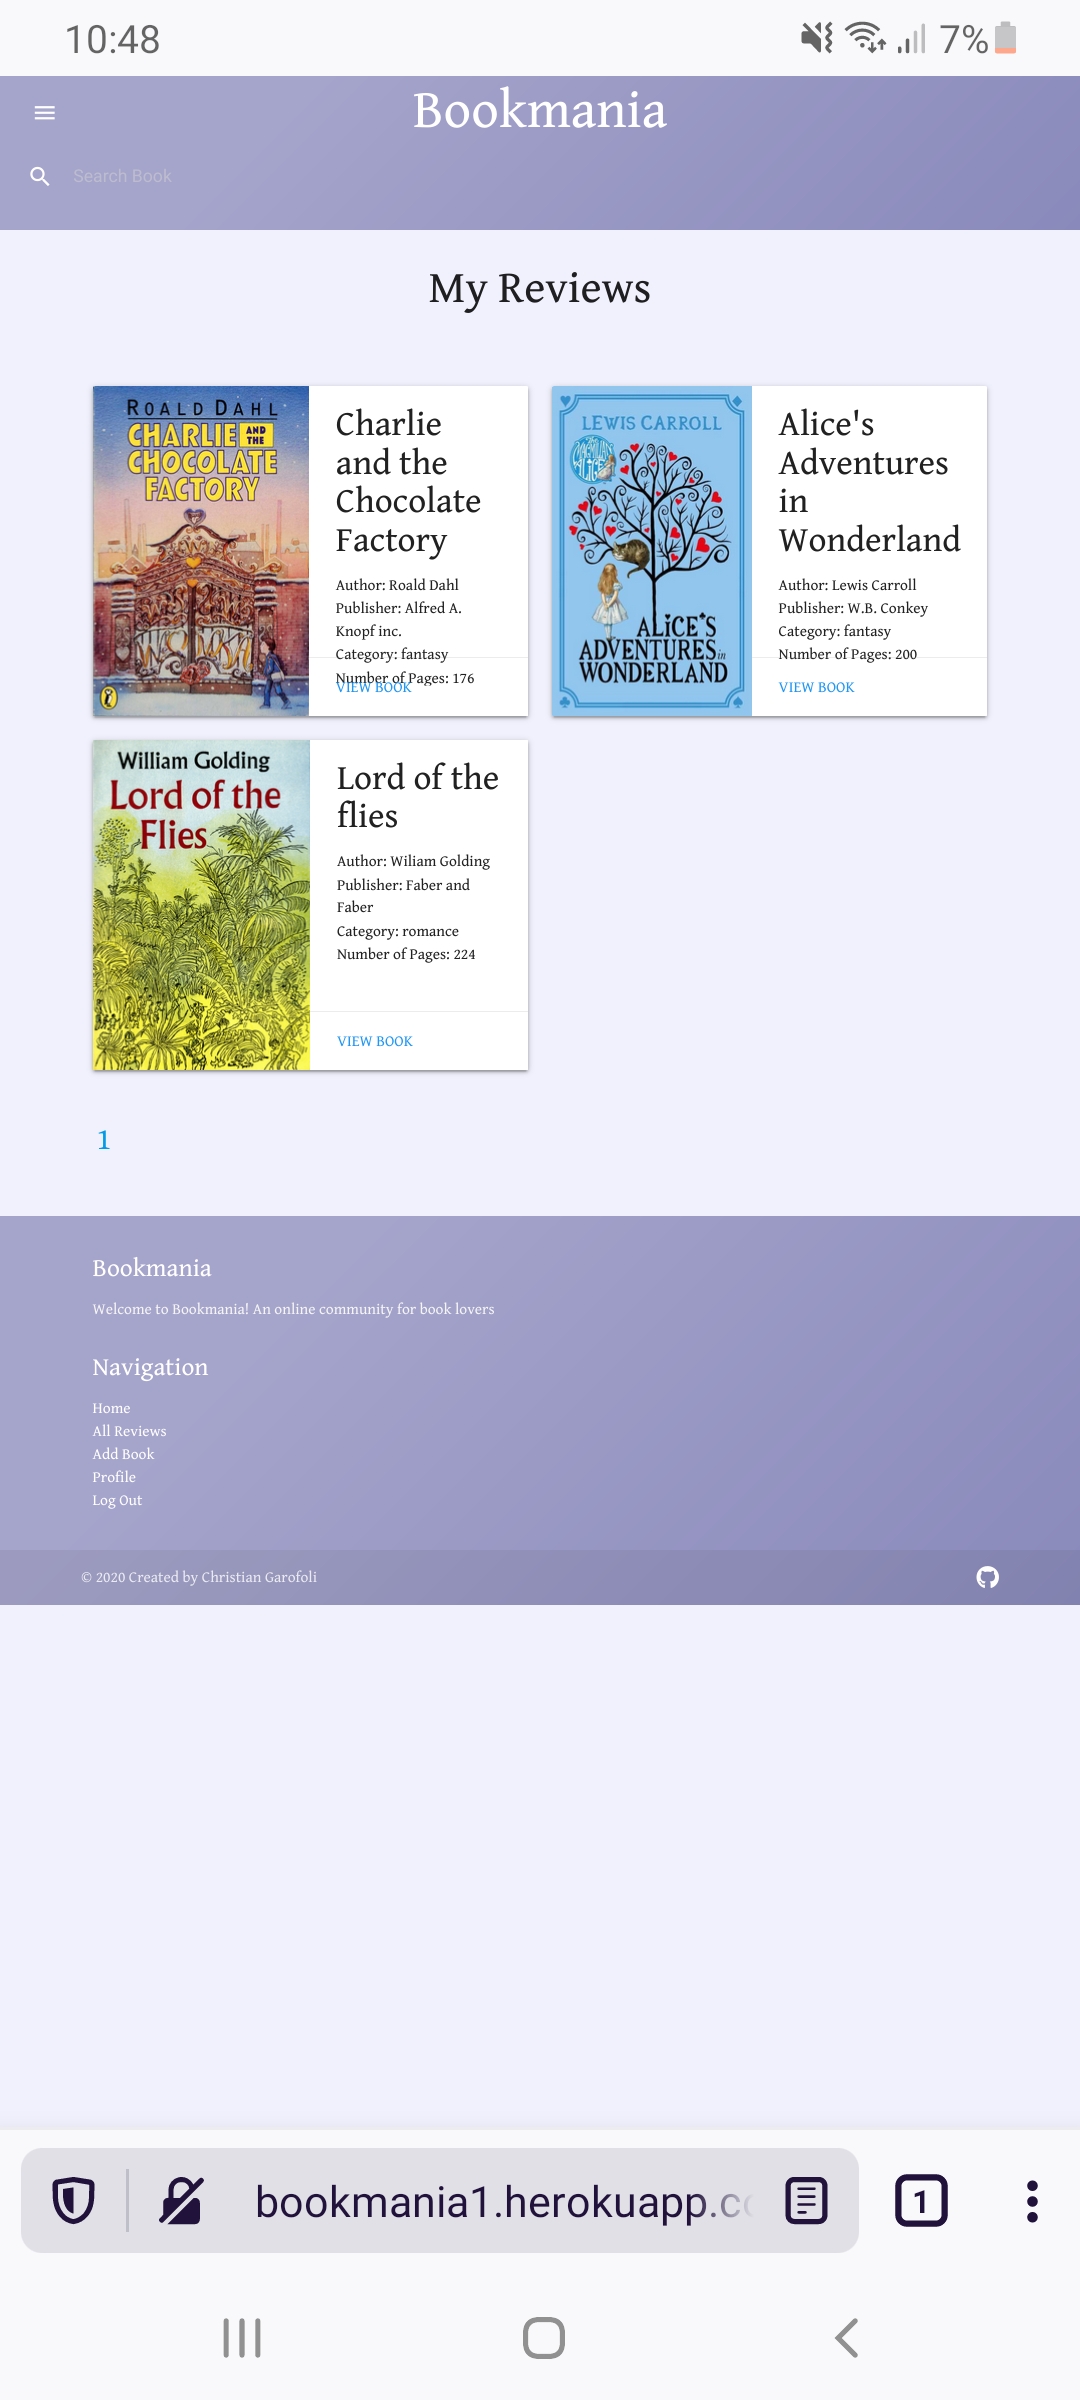 10:48
7%
Bookmania
Search Book
My Reviews
ROALD DAHL
CHARLIE AND THE
CHOCOLATE
FACTORY
Charlie
and the
Chocolate
Factory
Author: Roald Dahl
Publisher: Alfred A.
Knopf inc.
Category: fantasy
Number of Pages: 176
VIEW BOOK
LEWIS CARROLL
THE
MACMILLAN
ALICE
ALICE'S
ADVENTURES in
WONDERLAND
Alice's
Adventures
in
Wonderland
Author: Lewis Carroll
Publisher: W.B. Conkey
Category: fantasy
Number of Pages: 200
VIEW BOOK
William Golding
Lord of the
Flies
Lord of the
flies
Author: Wiliam Golding
Publisher: Faber and
Faber
Category: romance
Number of Pages: 224
VIEW BOOK
1
Bookmania
Welcome to Bookmania! An online community for book lovers
Navigation
Home
All Reviews
Add Book
Profile
Log Out
© 2020 Created by Christian Garofoli
bookmania1.herokuapp.co
1